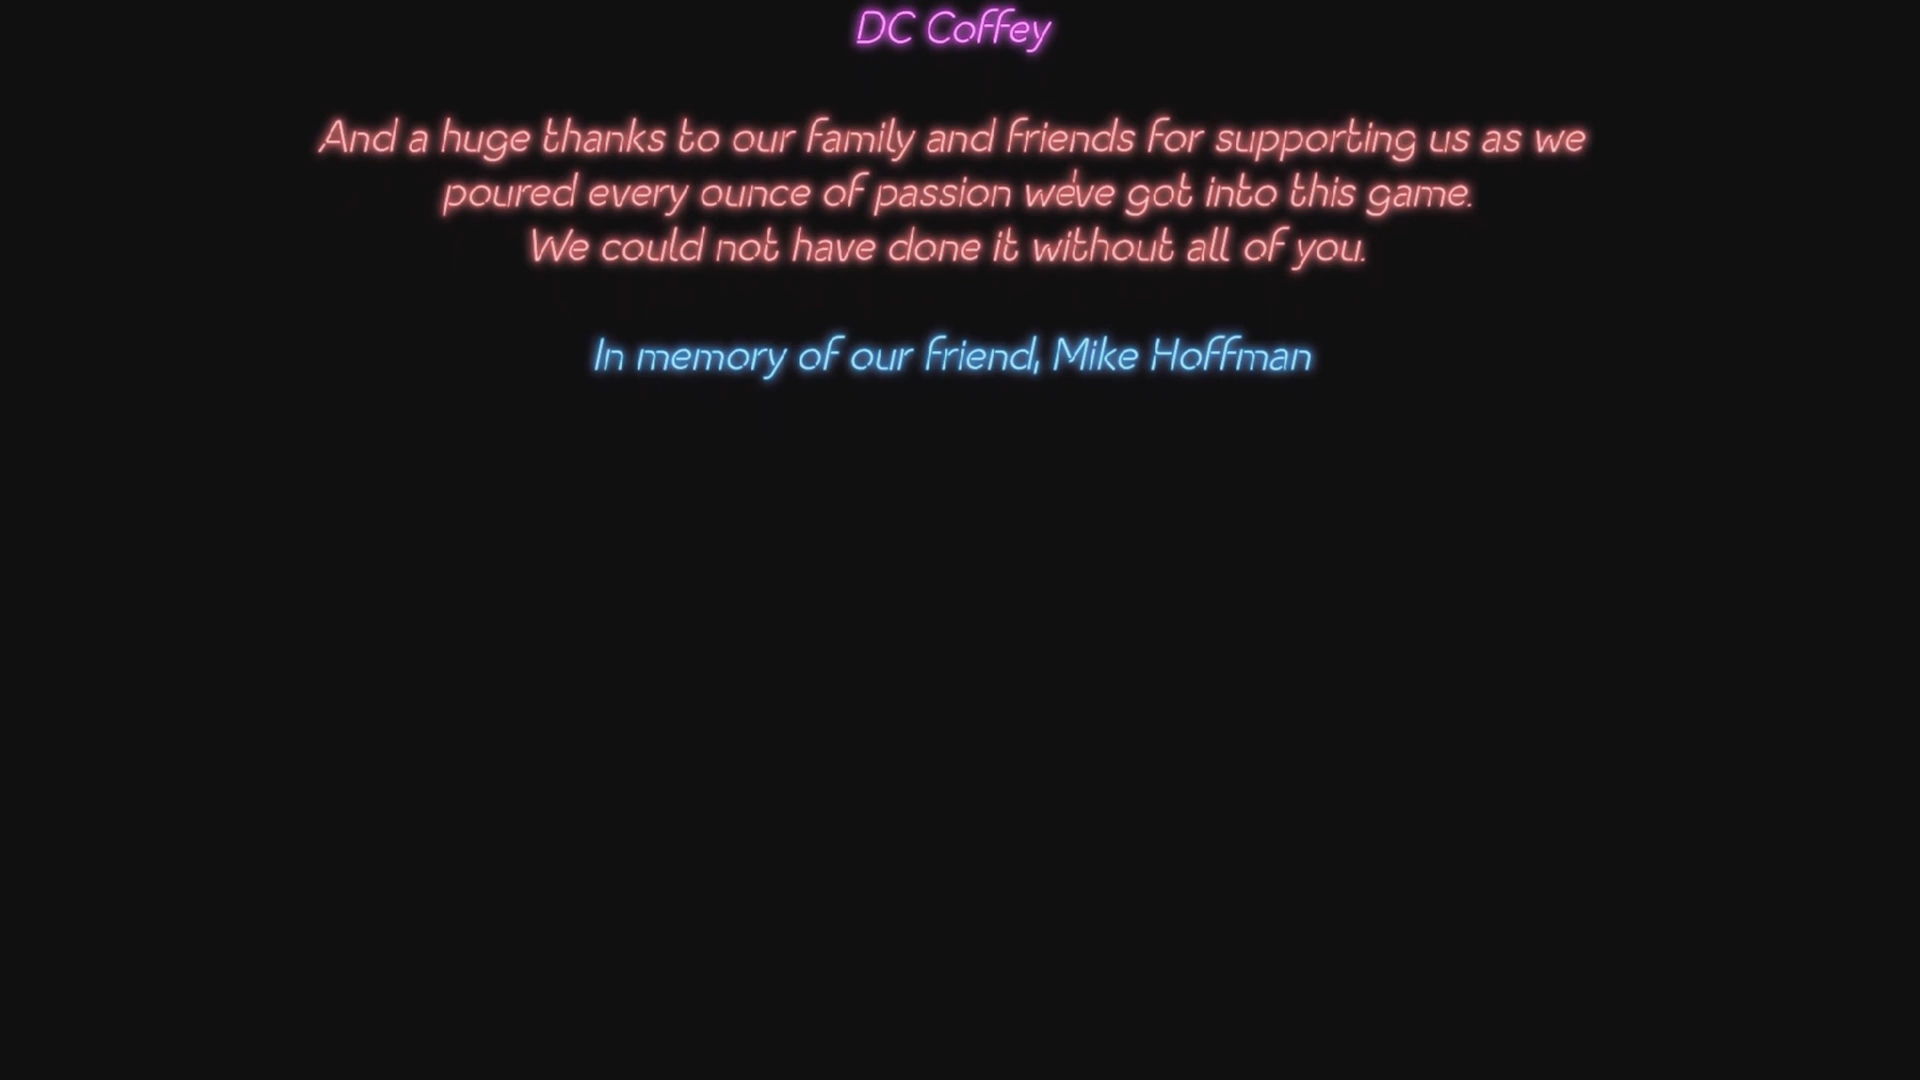 DC Coffey
And a huge thanks to our family and friends for supporting us as we
poured every ounce of passion we've got into this game.
We could not have done it without all of you.
In memory of our friend, Mike Hoffman